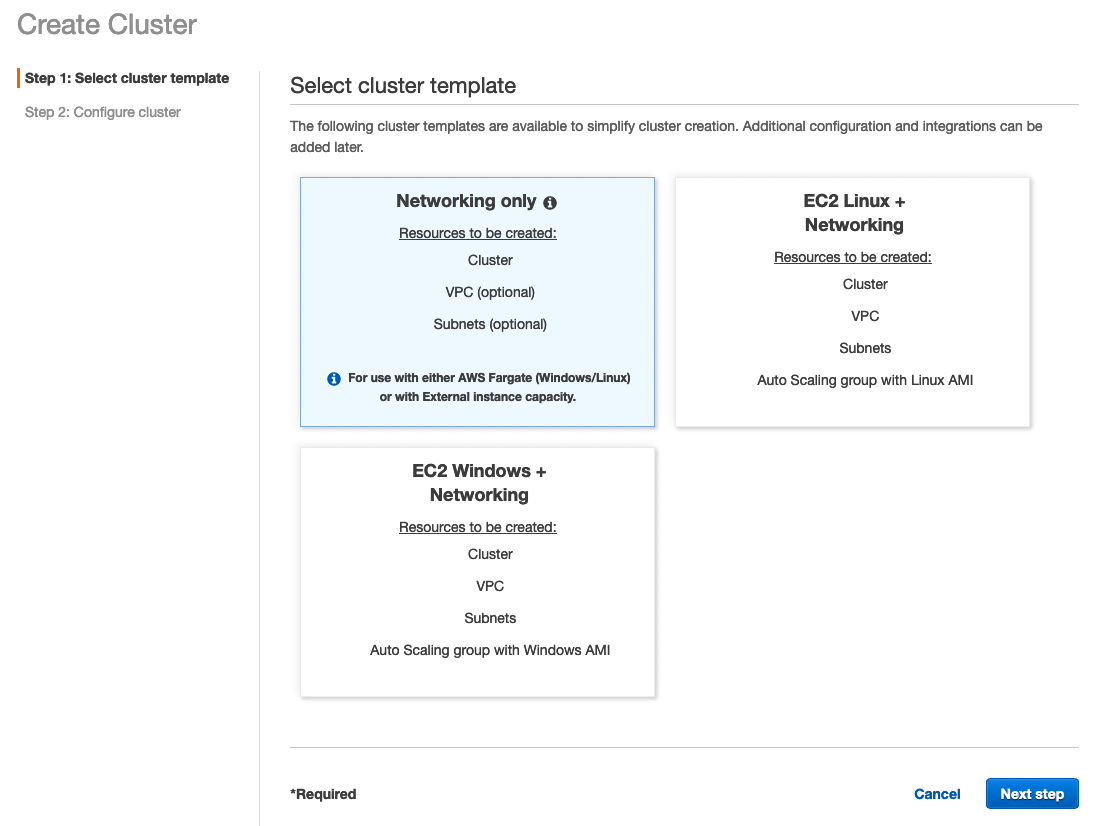 Create Cluster
Step 1: Select cluster template
Step 2: Configure cluster
Select cluster template
The following cluster templates are available to simplify cluster creation. Additional configuration and integrations can be
added later.
Networking only
Resources to be created:
Cluster
VPC (optional)
Subnets (optional)
For use with either AWS Fargate (Windows/Linux)
or with External instance capacity.
EC2 Linux +
Networking
Resources to be created:
Cluster
VPC
Subnets
Auto Scaling group with Linux AMI
EC2 Windows +
Networking
Resources to be created:
Cluster
VPC
Subnets
Auto Scaling group with Windows AMI
*Required
Cancel
Next step